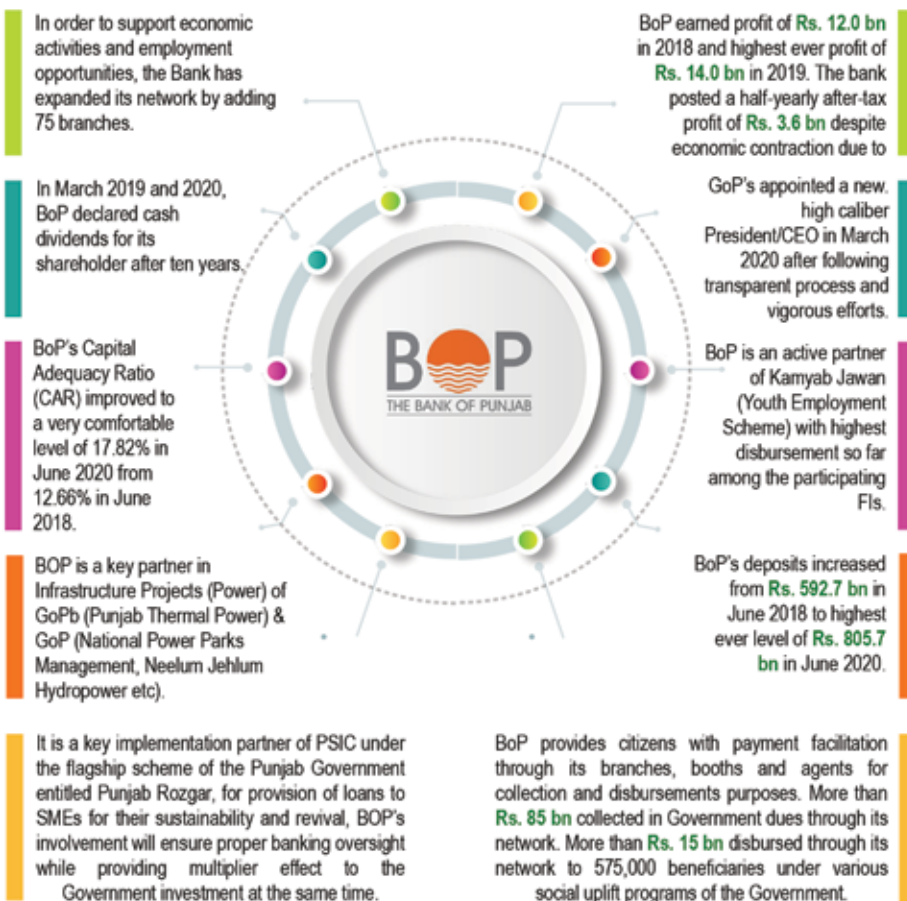 In order to support economic
activities and employment
opportunities, the Bank has
expanded its network by adding
75 branches.
In March 2019 and 2020,
BoP declared cash
dividends for its
shareholder after ten years.
BoP's Capital
Adequacy Ratio
(CAR) improved to
a very comfortable
level of 17.82% in
June 2020 from
12.66% in June
2018.
BOP is a key partner in
Infrastructure Projects (Power) of
GoPb (Punjab Thermal Power) &
GoP (National Power Parks
Management, Neelum Jehlum
Hydropower etc).
It is a key implementation partner of PSIC under
the flagship scheme of the Punjab Government
entitled Punjab Rozgar, for provision of loans to
SMEs for their sustainability and revival, BOP's
involvement will ensure proper banking oversight
while providing multiplier effect to the
Government investment at the same time.
BOP
THE BANK OF PUNJAB
BoP earned profit of Rs. 12.0 bn
in 2018 and highest ever profit of
Rs. 14.0 bn in 2019. The bank
posted a half-yearly after-tax
profit of Rs. 3.6 bn despite
economic contraction due to
GoP's appointed a new.
high caliber
President/CEO in March
2020 after following
transparent process and
vigorous efforts.
BoP is an active partner
of Kamyab Jawan
(Youth Employment
Scheme) with highest
disbursement so far
among the participating
FIs.
BoP's deposits increased
from Rs. 592.7 bn in
June 2018 to highest
ever level of Rs. 805.7
bn in June 2020.
BoP provides citizens with payment facilitation
through its branches, booths and agents for
collection and disbursements purposes. More than
Rs. 85 bn collected in Government dues through its
network. More than Rs. 15 bn disbursed through its
network to 575,000 beneficiaries under various
social uplift programs of the Government.